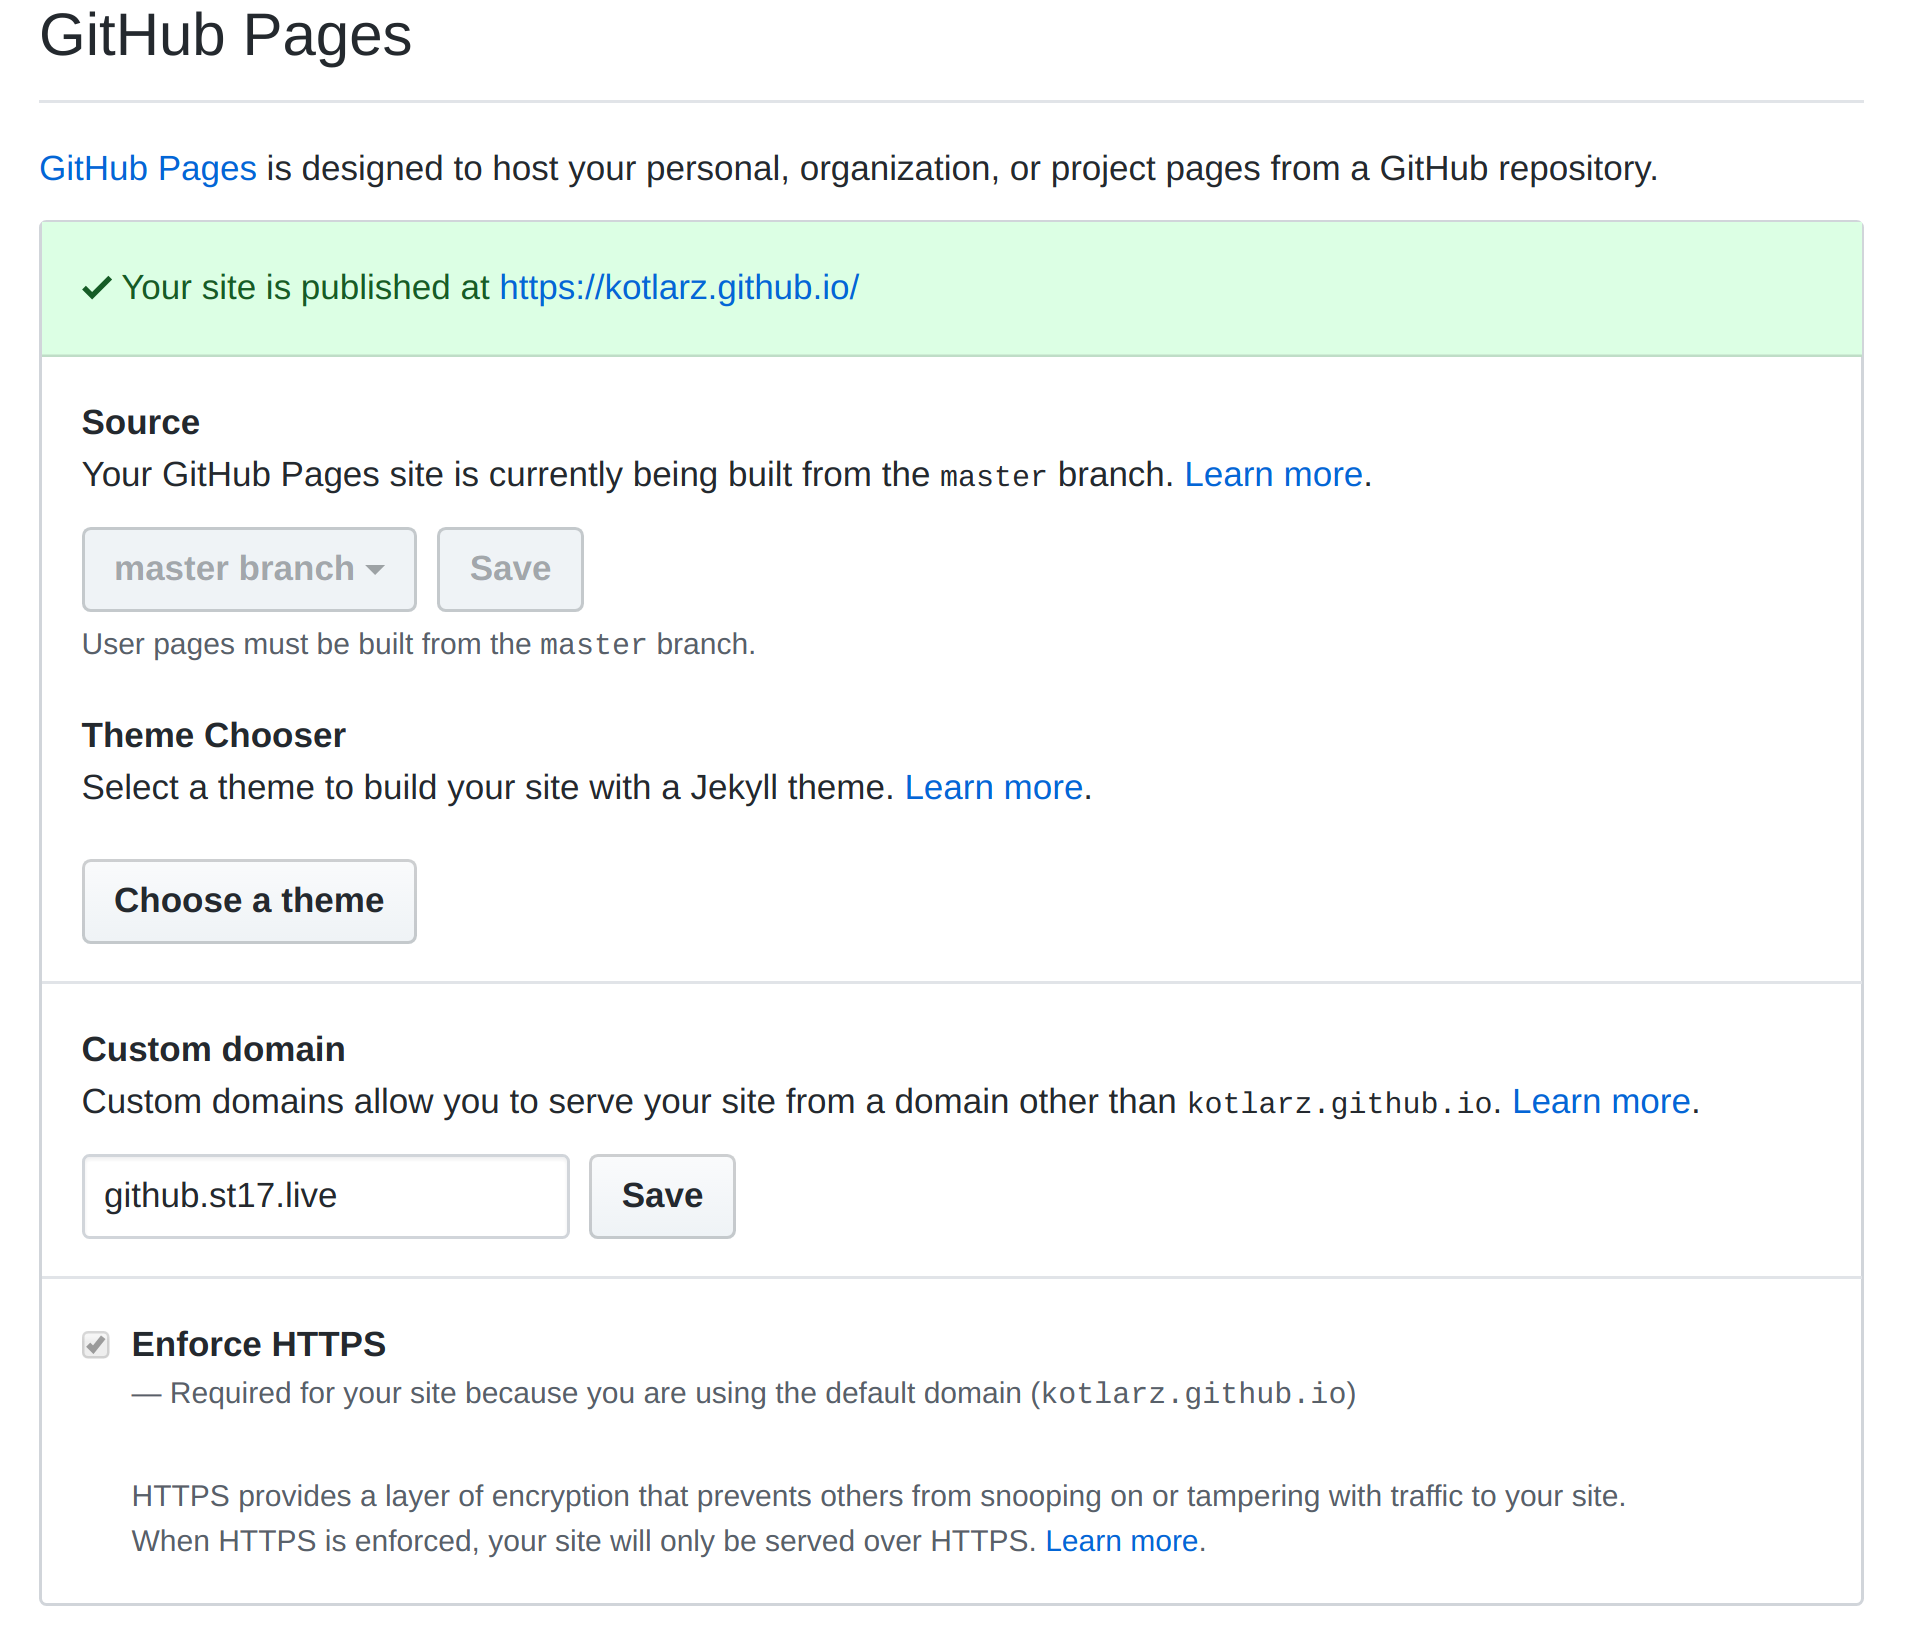 GitHub Pages
GitHub Pages is designed to host your personal, organization, or project pages from a GitHub repository.
Your site is published at https://kotlarz.github.io/
Source
Your GitHub Pages site is currently being built from the master branch. Learn more.
master branch Save
User pages must be built from the master branch.
Theme Chooser
Select a theme to build your site with a Jekyll theme. Learn more.
Choose a theme
Custom domain
Custom domains allow you to serve your site from a domain other than kotlarz.github.io. Learn more.
github.st17.live Save
Enforce HTTPS
— Required for your site because you are using the default domain (kotlarz.github.io)
HTTPS provides a layer of encryption that prevents others from snooping on or tampering with traffic to your site.
When HTTPS is enforced, your site will only be served over HTTPS. Learn more.